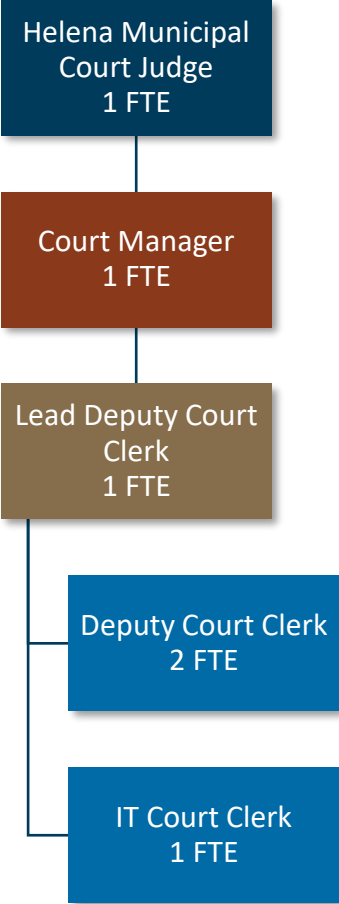 Helena Municipal
Court Judge
1 FTE
Court Manager
1 FTE
Lead Deputy Court
Clerk
1 FTE
Deputy Court Clerk
2 FTE
IT Court Clerk
1 FTE